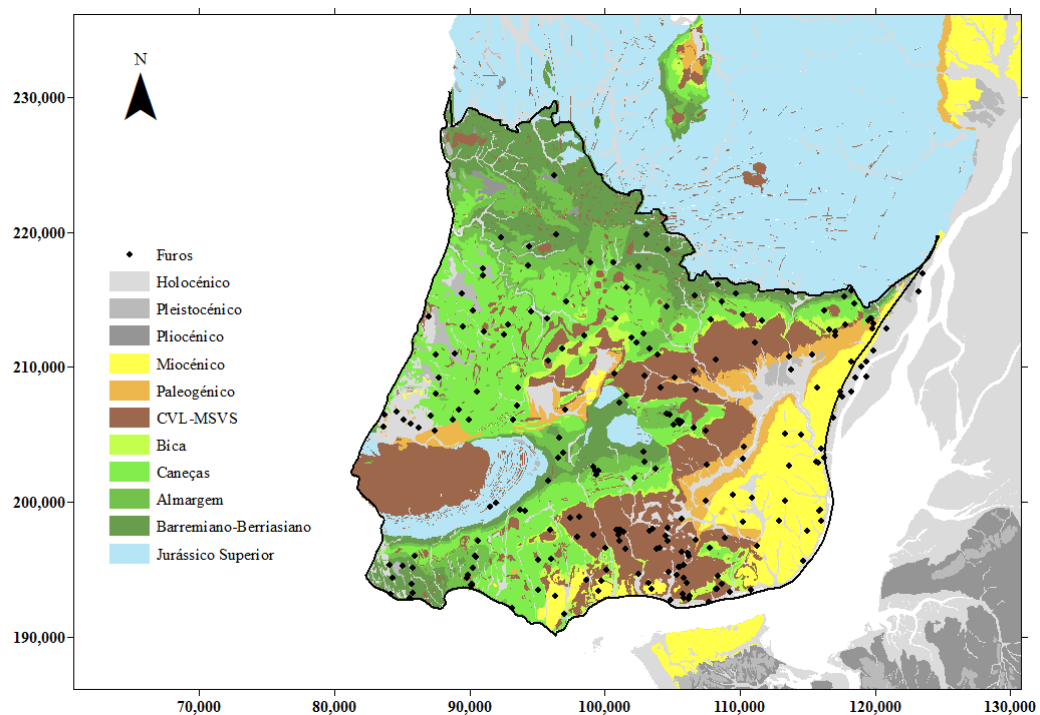 N
230,000
220,000
210,000
200,000
190,000
Furos
Holocénico
Pleistocénico
Pliocénico
Miocénico
Paleogénico
CVL-MSVS
Bica
Caneças
Almargem
Barremiano-Berriasiano
Jurássico Superior
70,000 80,000 90,000 100,000 110,000 120,000 130,000